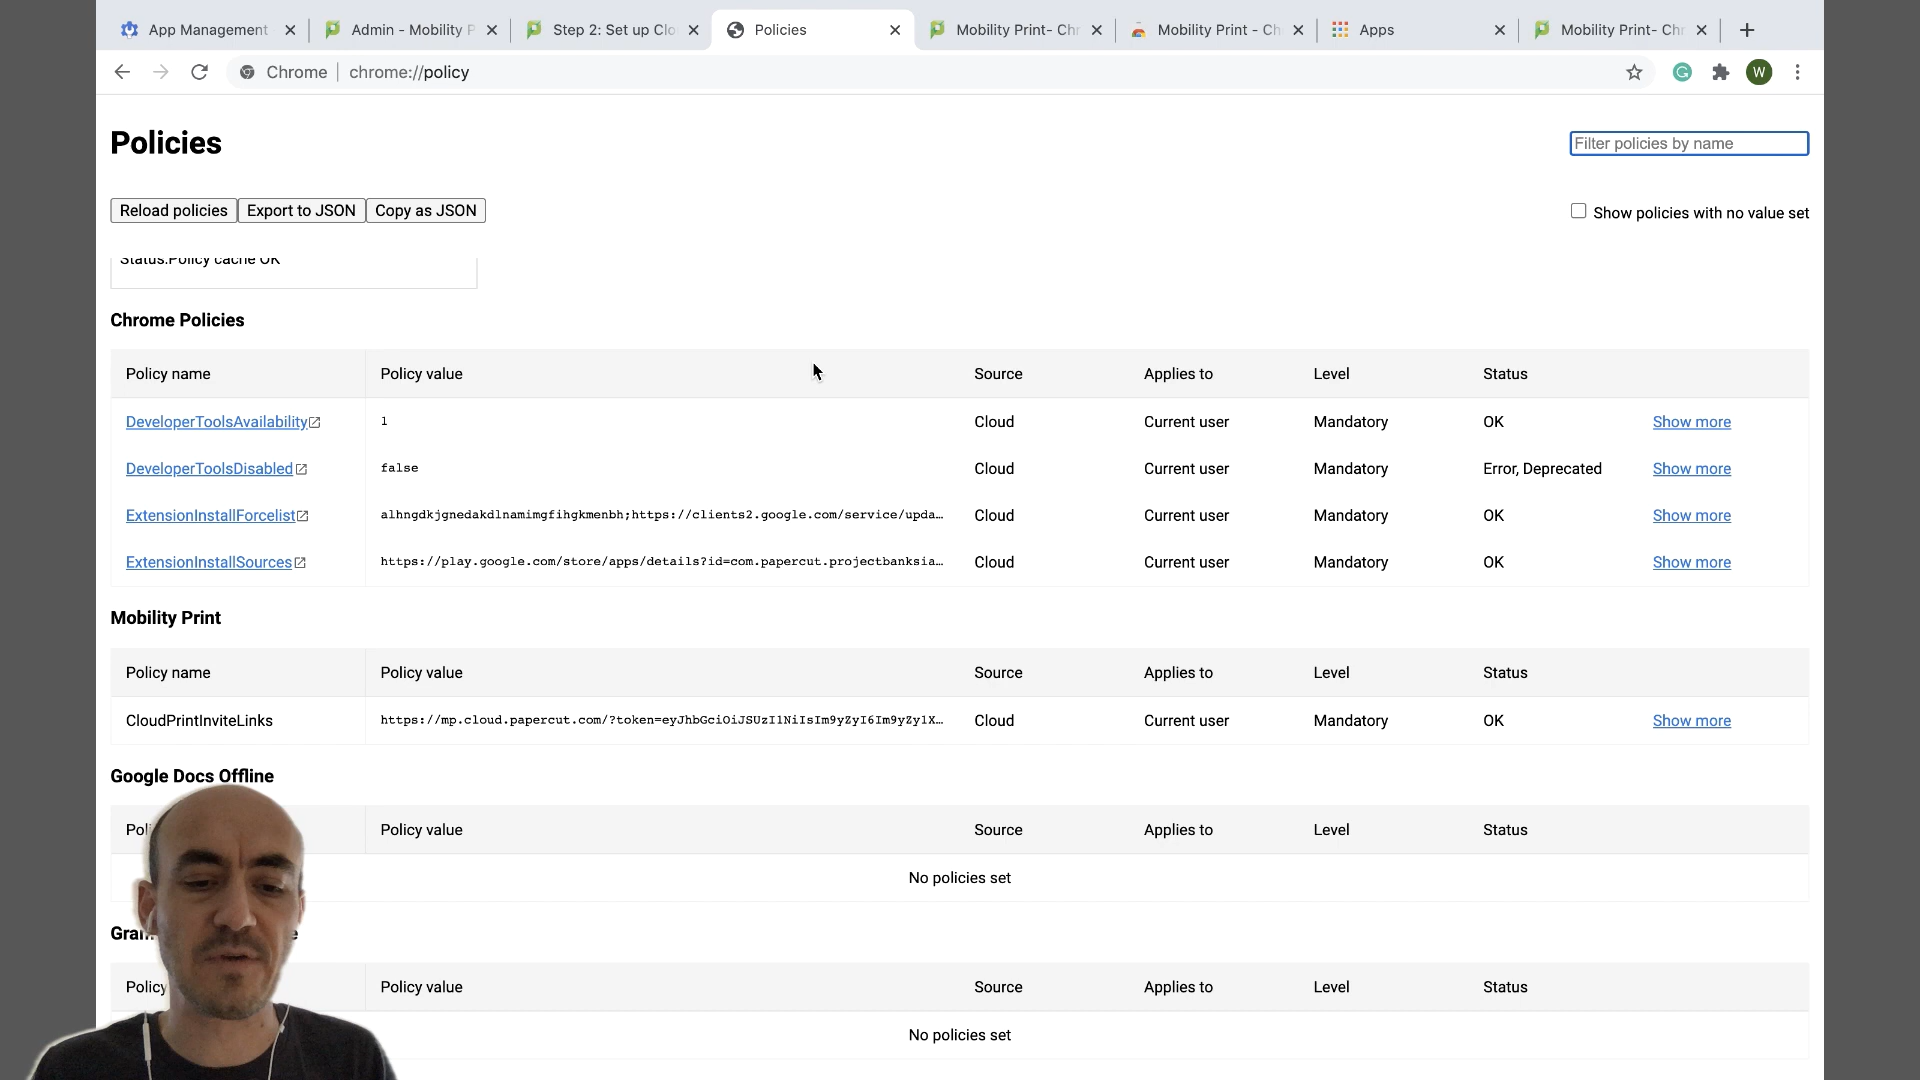 App Management
Admin - Mobility P
Step 2: Set up Clo
Policies
Mobility Print- Chr
Mobility Print - Ch
Apps
Mobility Print- Chr
Chrome
chrome://policy
W
Policies
Filter policies by name
Reload policies
Export to JSON
Copy as JSON
Show policies with no value set
Status:Policy cache OK
Chrome Policies
Policy name Policy value Source Applies to Level Status
DeveloperToolsAvailability 1 Cloud Current user Mandatory OK Show more
DeveloperToolsDisabled false Cloud Current user Mandatory Error, Deprecated Show more
ExtensionInstallForcelist alhngdkjgnedakdlnamimgfihgkmenbh;https://clients2.google.com/service/upda… Cloud Current user Mandatory OK Show more
ExtensionInstallSources https://play.google.com/store/apps/details?id=com.papercut.projectbanksia… Cloud Current user Mandatory OK Show more
Mobility Print
Policy name Policy value Source Applies to Level Status
CloudPrintInviteLinks https://mp.cloud.papercut.com/?token=eyJhbGciOiJSUzI1NiIsIm9yZyI6Im9yZy1X… Cloud Current user Mandatory OK Show more
Google Docs Offline
Policy value Source Applies to Level Status
No policies set
Policy Policy value Source Applies to Level Status
No policies set